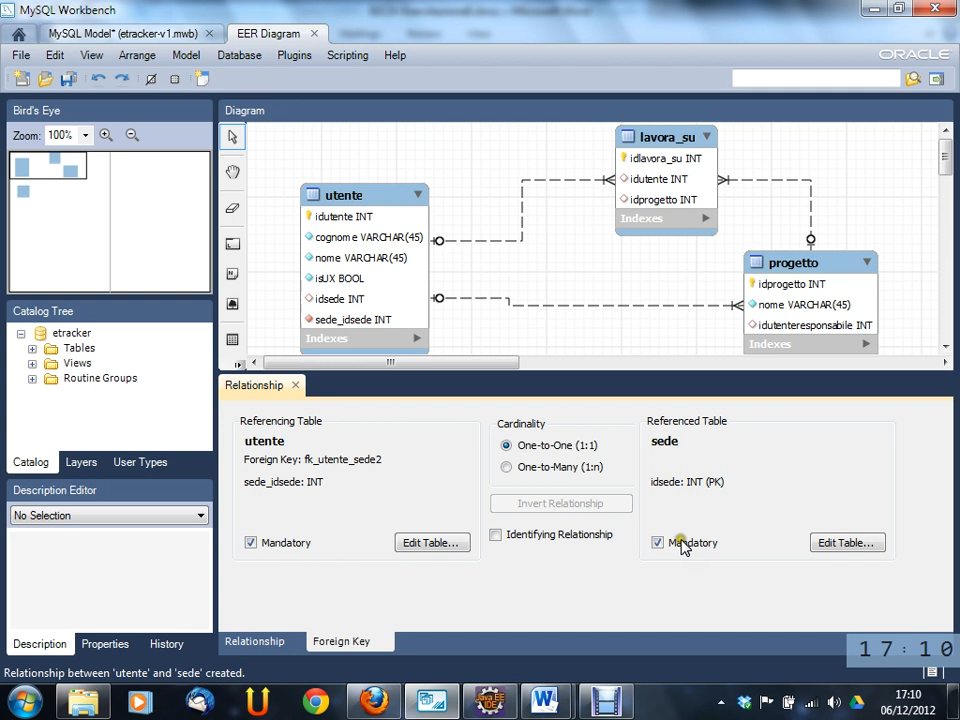 MySQL Workbench
MySQL Model* (etracker-v1.mwb)
EER Diagram
File Edit View Arrange Model Database Plugins Scripting Help
ORACLE
Bird's Eye
Zoom: 100%
Diagram
lavora_su
idlavora_su INT
idutente INT
idprogetto INT
Indexes
utente
idutente INT
cognome VARCHAR(45)
nome VARCHAR(45)
isUX BOOL
idsede INT
sede_idsede INT
Indexes
progetto
idprogetto INT
nome VARCHAR(45)
idutenteresponsabile INT
Indexes
Catalog Tree
etracker
Tables
Views
Routine Groups
Catalog Layers User Types
Description Editor
No Selection
Description Properties History
Relationship
Referencing Table
utente
Foreign Key: fk_utente_sede2
sede_idsede: INT
Mandatory
Edit Table...
Cardinality
One-to-One (1:1)
One-to-Many (1:n)
Invert Relationship
Identifying Relationship
Referenced Table
sede
idsede: INT (PK)
Mandatory
Edit Table...
Relationship Foreign Key
17:10
Relationship between 'utente' and 'sede' created.
Java EE
IDE
17:10
06/12/2012